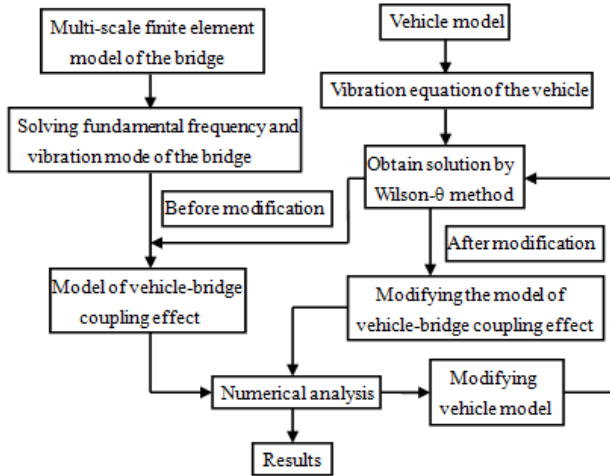 Multi-scale finite element
model of the bridge
Vehicle model
Vibration equation of the vehicle
Solving fundamental frequency and
vibration mode of the bridge
Obtain solution by
Wilson-θ method
Before modification
After modification
Model of vehicle-bridge
coupling effect
Modifying the model of
vehicle-bridge coupling effect
Numerical analysis
Modifying
vehicle model
Results